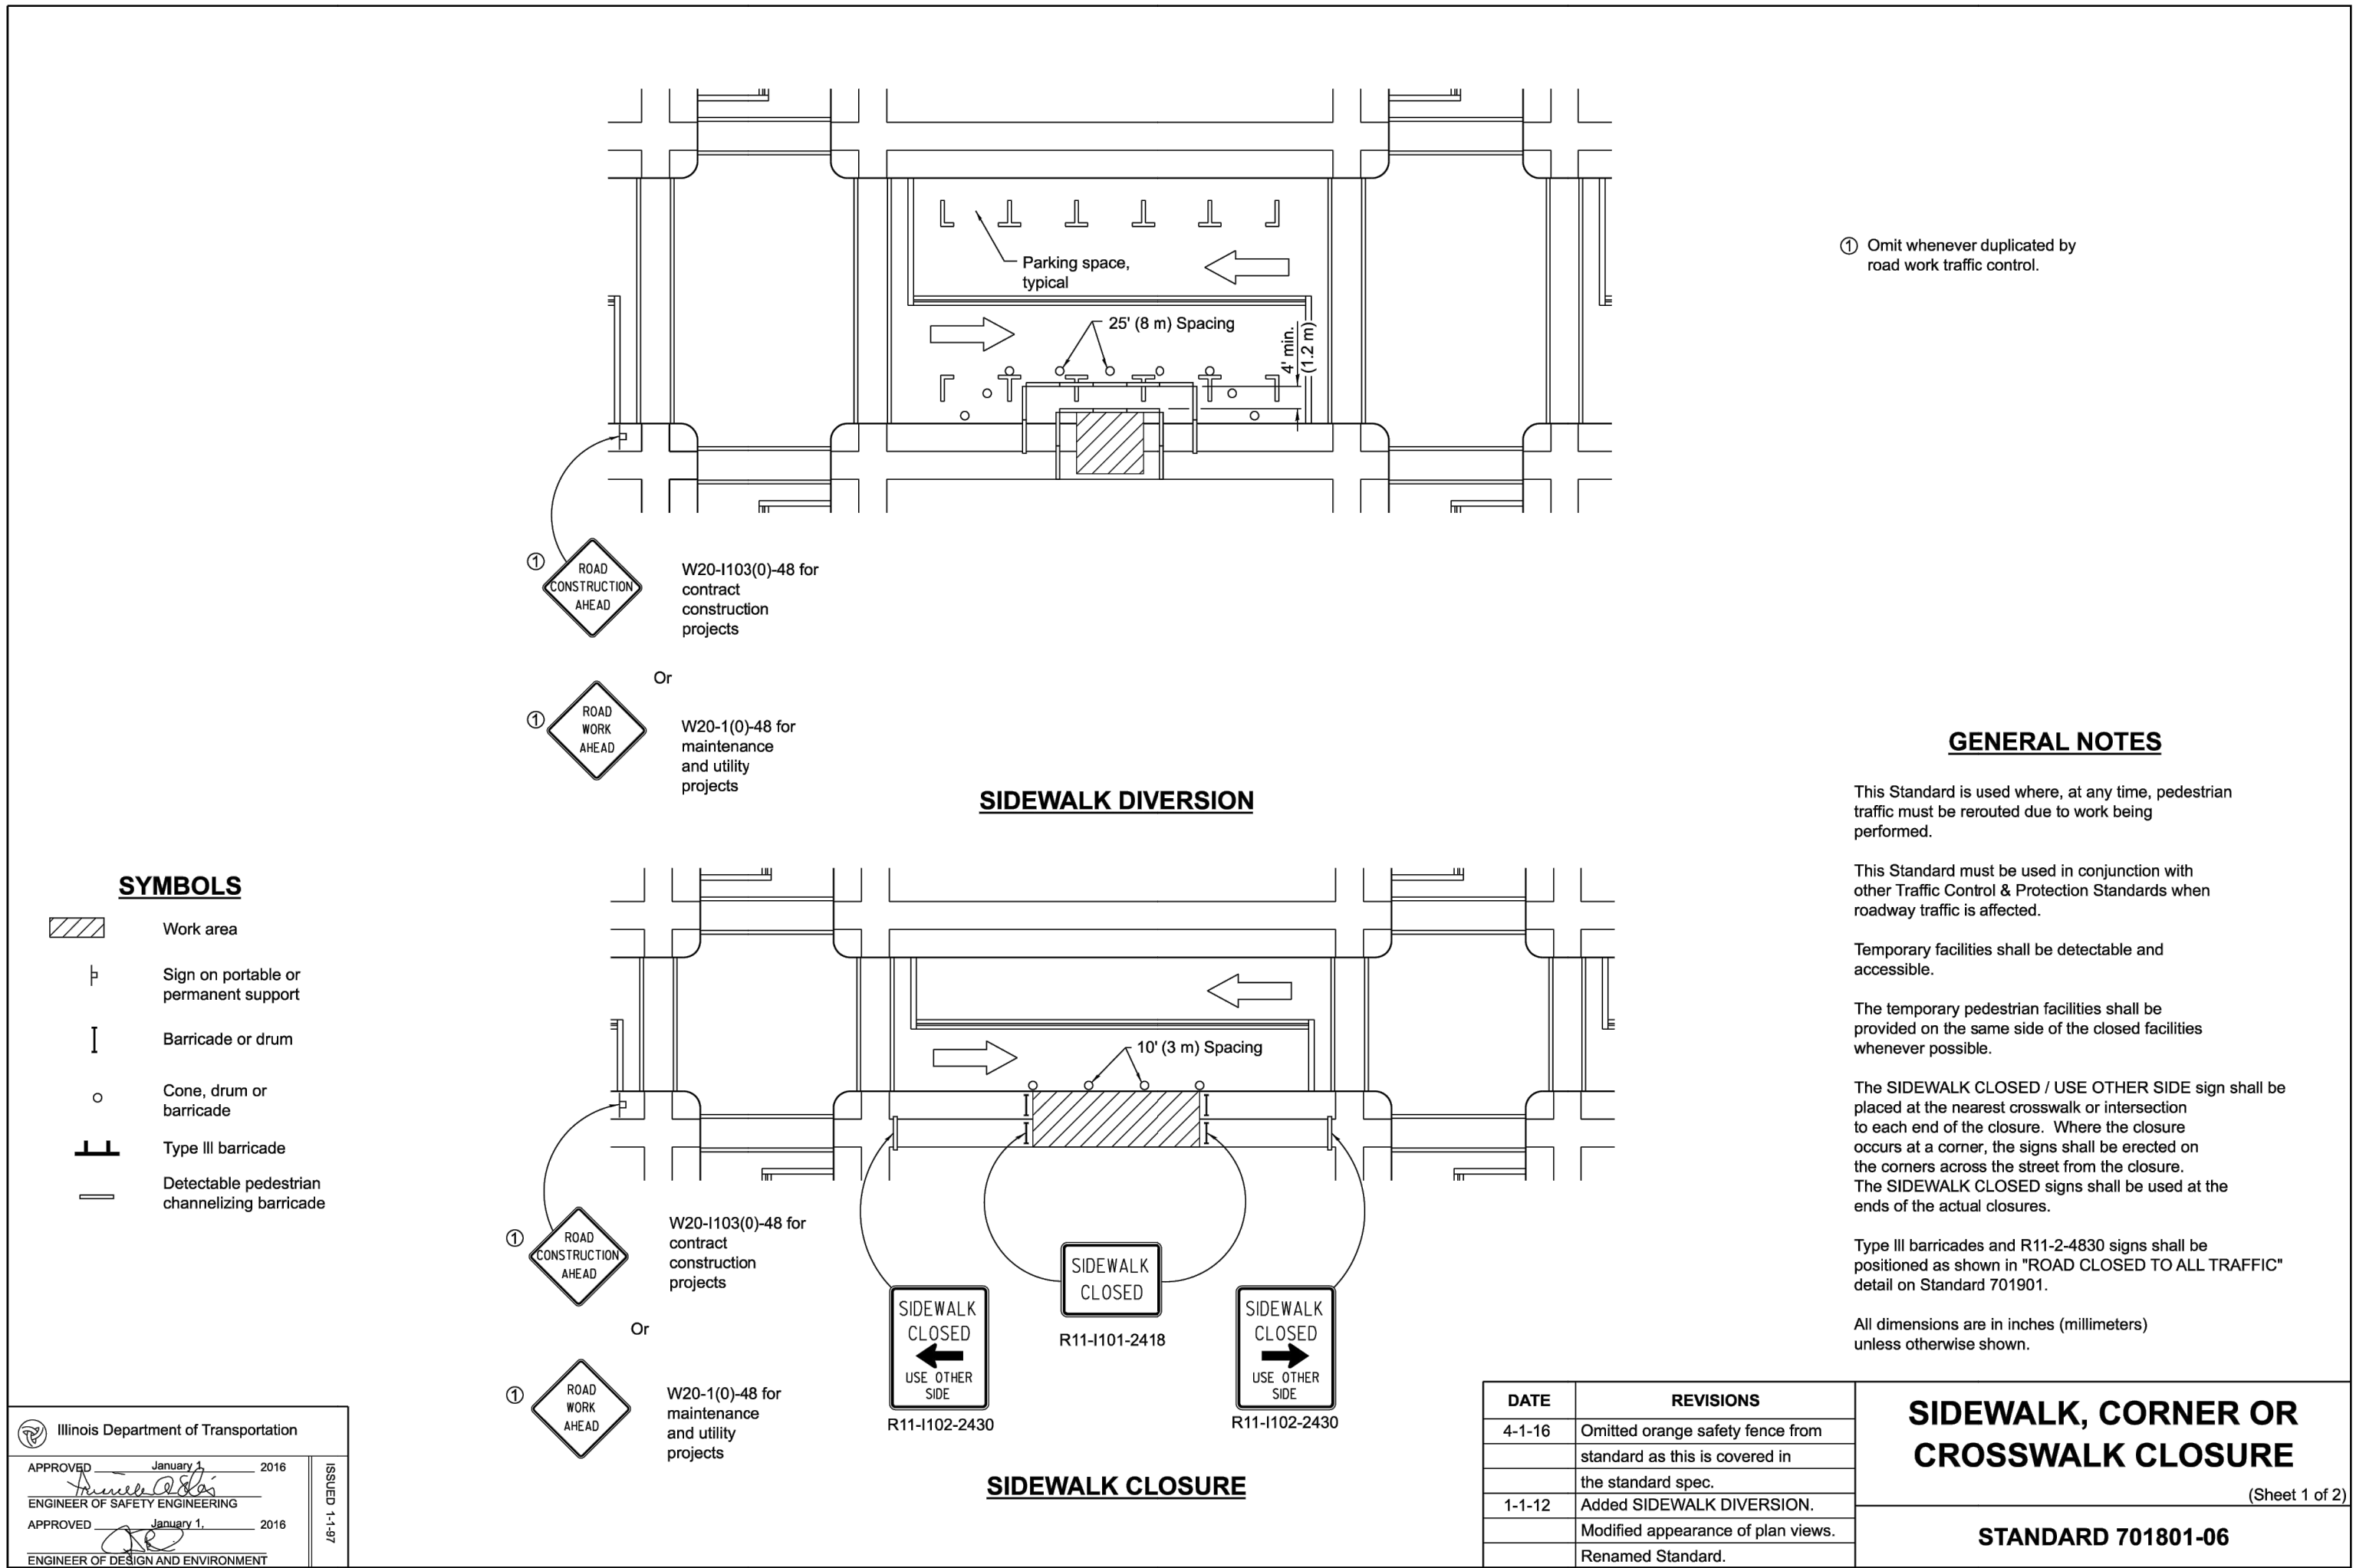 Parking space,
typical
25' (8 m) Spacing
4' min.
(1.2 m)
① Omit whenever duplicated by
road work traffic control.
①
ROAD
CONSTRUCTION
AHEAD
W20-I103(0)-48 for
contract
construction
projects
Or
①
ROAD
WORK
AHEAD
W20-1(0)-48 for
maintenance
and utility
projects
SIDEWALK DIVERSION
SYMBOLS
Work area
Sign on portable or
permanent support
Barricade or drum
Cone, drum or
barricade
Type III barricade
Detectable pedestrian
channelizing barricade
10' (3 m) Spacing
①
ROAD
CONSTRUCTION
AHEAD
W20-I103(0)-48 for
contract
construction
projects
Or
①
ROAD
WORK
AHEAD
W20-1(0)-48 for
maintenance
and utility
projects
SIDEWALK
CLOSED
USE OTHER
SIDE
R11-I102-2430
SIDEWALK
CLOSED
R11-I101-2418
SIDEWALK
CLOSED
USE OTHER
SIDE
R11-I102-2430
SIDEWALK CLOSURE
GENERAL NOTES
This Standard is used where, at any time, pedestrian
traffic must be rerouted due to work being
performed.
This Standard must be used in conjunction with
other Traffic Control & Protection Standards when
roadway traffic is affected.
Temporary facilities shall be detectable and
accessible.
The temporary pedestrian facilities shall be
provided on the same side of the closed facilities
whenever possible.
The SIDEWALK CLOSED / USE OTHER SIDE sign shall be
placed at the nearest crosswalk or intersection
to each end of the closure. Where the closure
occurs at a corner, the signs shall be erected on
the corners across the street from the closure.
The SIDEWALK CLOSED signs shall be used at the
ends of the actual closures.
Type III barricades and R11-2-4830 signs shall be
positioned as shown in "ROAD CLOSED TO ALL TRAFFIC"
detail on Standard 701901.
All dimensions are in inches (millimeters)
unless otherwise shown.
Illinois Department of Transportation
APPROVED January 1, 2016
ENGINEER OF SAFETY ENGINEERING
APPROVED January 1, 2016
ENGINEER OF DESIGN AND ENVIRONMENT
ISSUED 1-1-97
DATE REVISIONS
4-1-16 Omitted orange safety fence from
standard as this is covered in
the standard spec.
1-1-12 Added SIDEWALK DIVERSION.
Modified appearance of plan views.
Renamed Standard.
SIDEWALK, CORNER OR
CROSSWALK CLOSURE
(Sheet 1 of 2)
STANDARD 701801-06